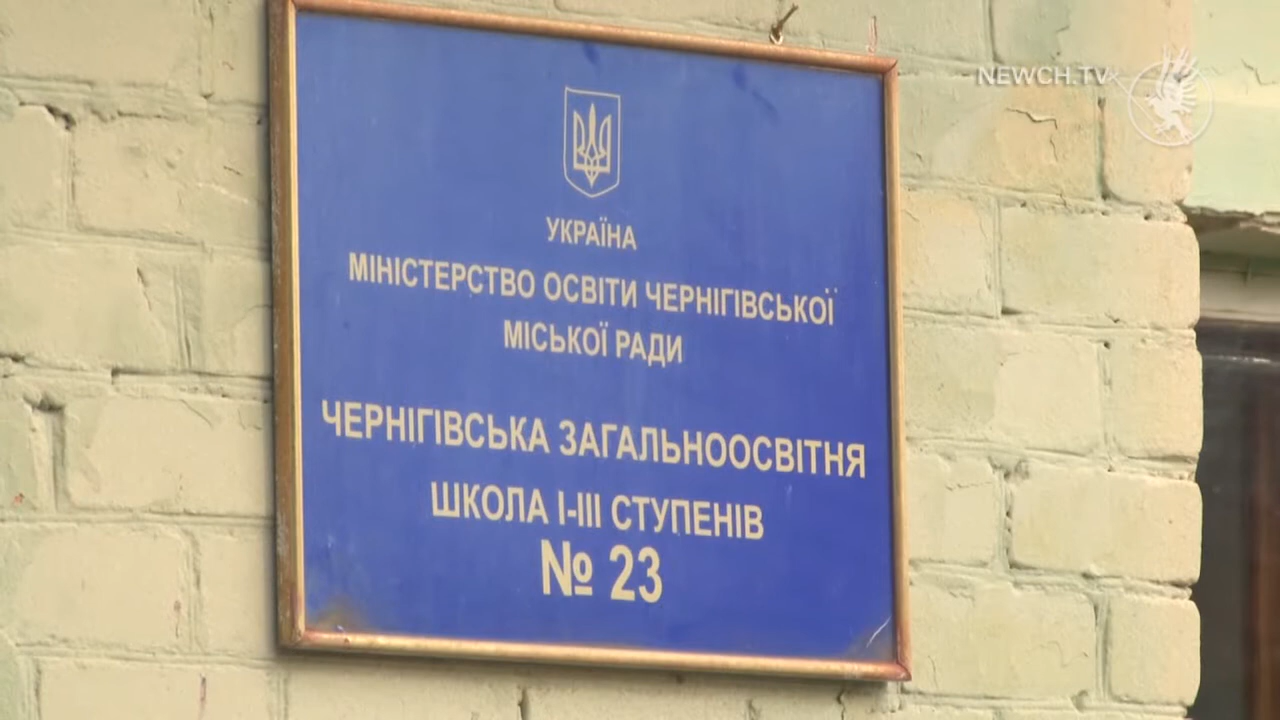 NEWCH.TV
УКРАЇНА
МІНІСТЕРСТВО ОСВІТИ ЧЕРНІГІВСЬКОЇ
МІСЬКОЇ РАДИ
ЧЕРНІГІВСЬКА ЗАГАЛЬНООСВІТНЯ
ШКОЛА І-ІІІ СТУПЕНІВ
№ 23